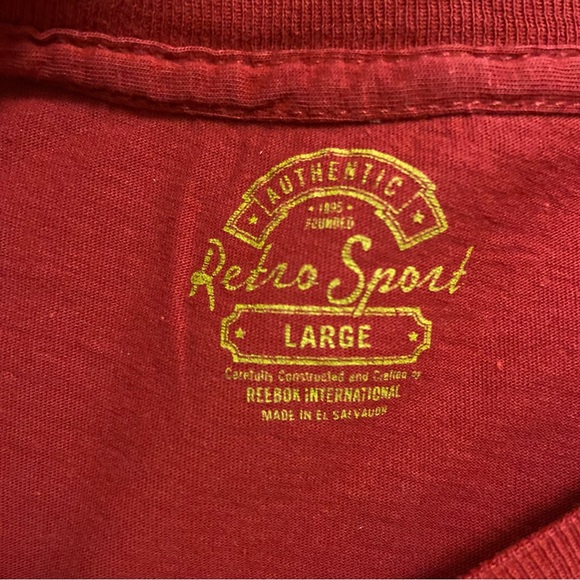 AUTHENTIC
• 1895 •
FOUNDED
Retro Sport
LARGE
Carefully Constructed and Crafted by
REEBOK INTERNATIONAL
MADE IN EL SALVADOR